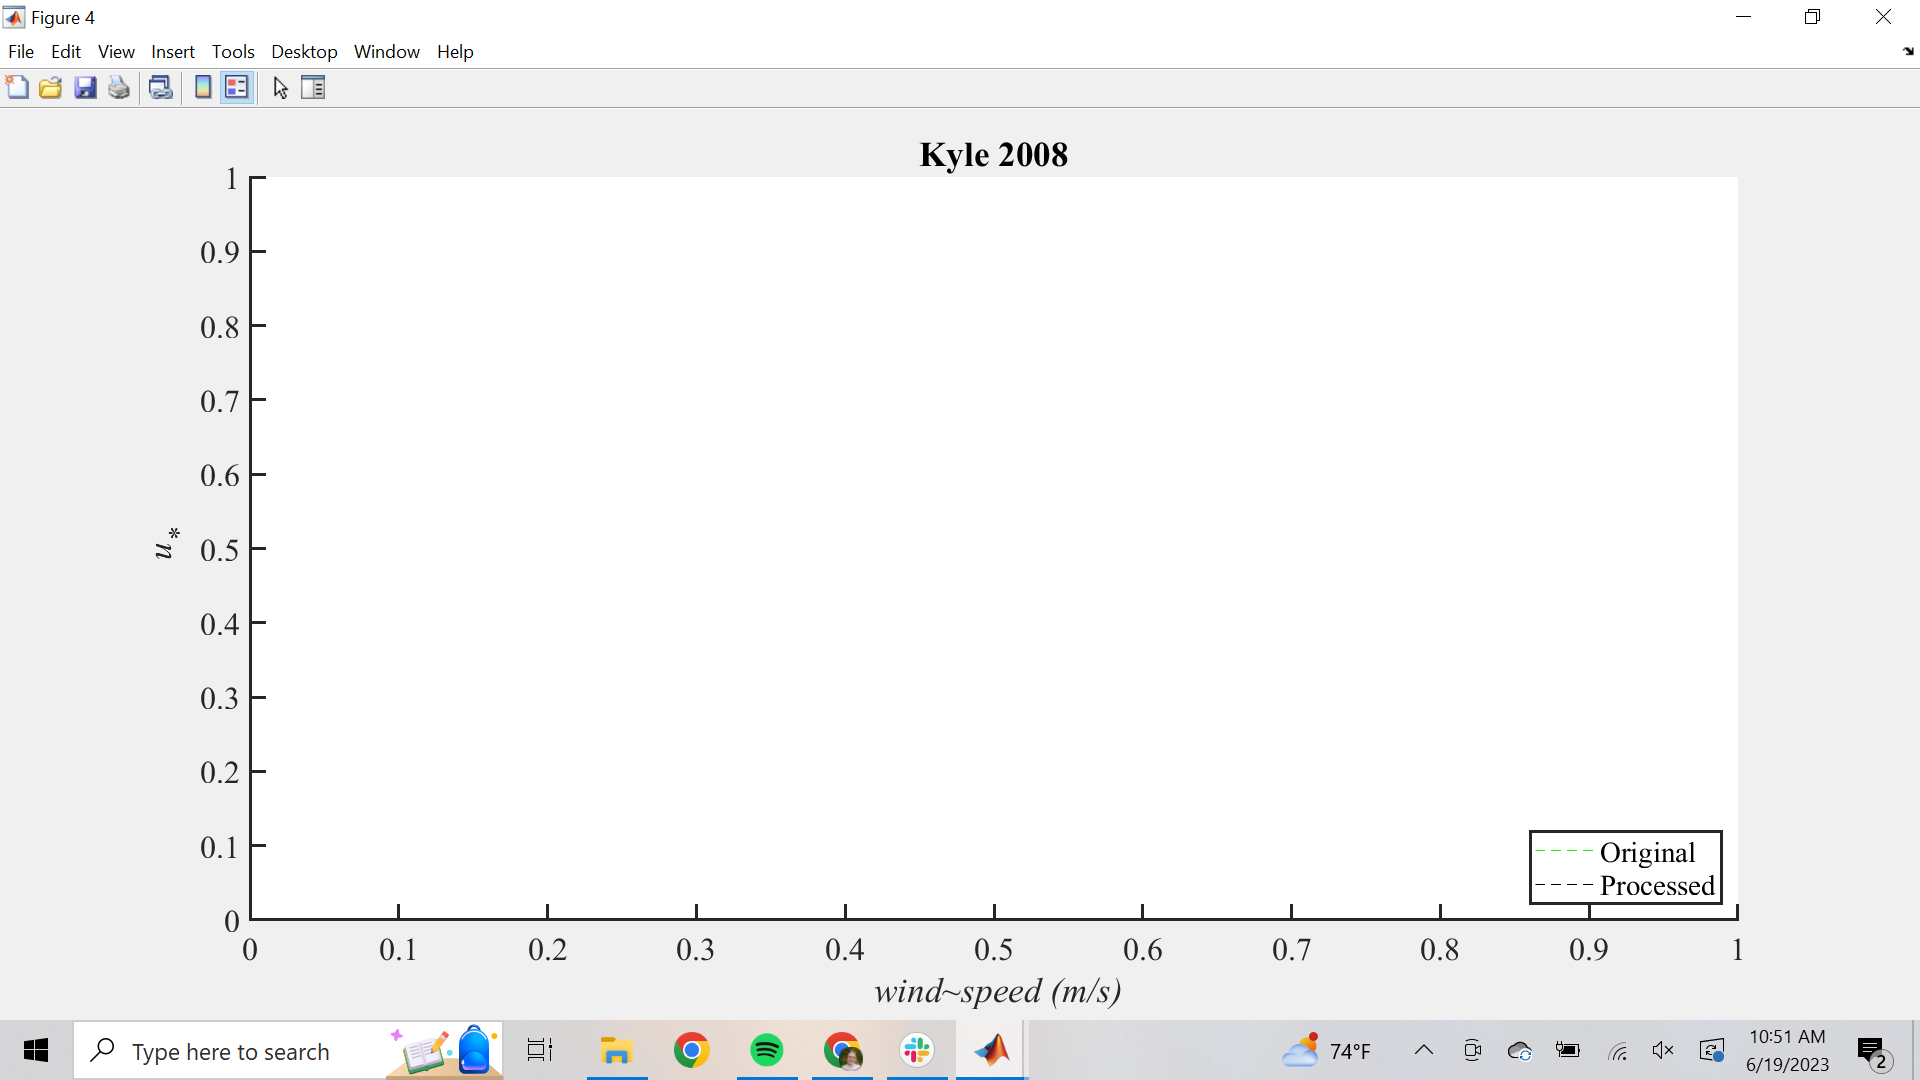 Figure 4
File Edit View Insert Tools Desktop Window Help
Kyle 2008
1
0.9
0.8
0.7
0.6
0.5
0.4
0.3
0.2
0.1
0
u*
Original
Processed
0 0.1 0.2 0.3 0.4 0.5 0.6 0.7 0.8 0.9 1
wind~speed (m/s)
Type here to search
74°F
10:51 AM
6/19/2023
2